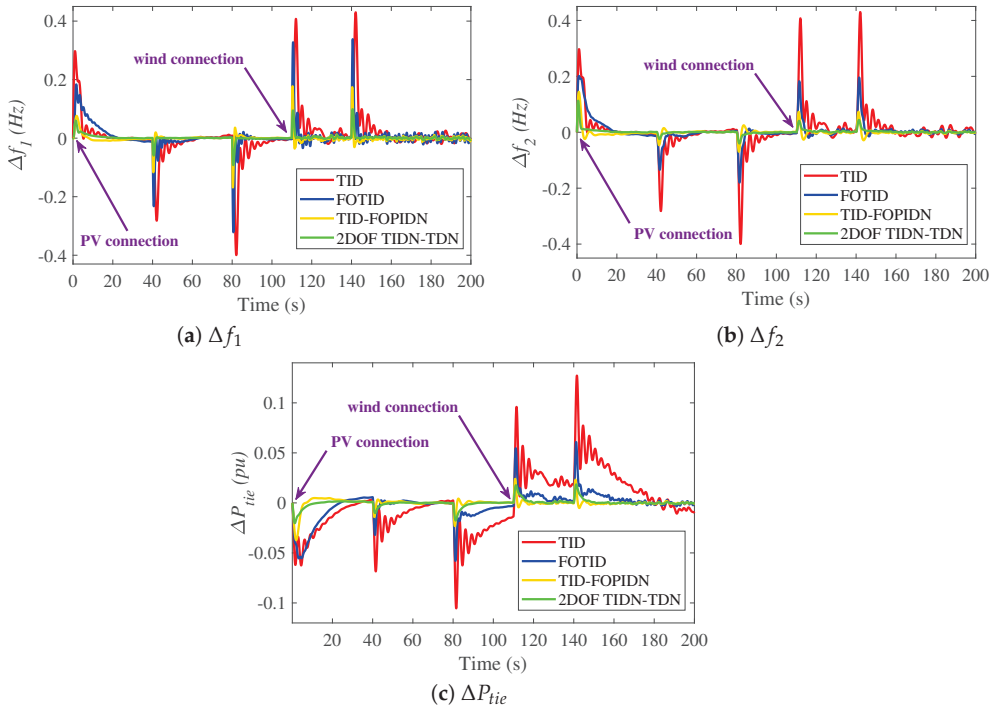 0.4
0.2
0
-0.2
-0.4
Δf1 (Hz)
wind connection
PV connection
TID
FOTID
TID-FOPIDN
2DOF TIDN-TDN
0 20 40 60 80 100 120 140 160 180 200
Time (s)
(a) Δf1
0.4
0.2
0
-0.2
-0.4
Δf2 (Hz)
wind connection
PV connection
TID
FOTID
TID-FOPIDN
2DOF TIDN-TDN
0 20 40 60 80 100 120 140 160 180 200
Time (s)
(b) Δf2
0.1
0.05
0
-0.05
-0.1
ΔPtie (pu)
wind connection
PV connection
TID
FOTID
TID-FOPIDN
2DOF TIDN-TDN
20 40 60 80 100 120 140 160 180 200
Time (s)
(c) ΔPtie